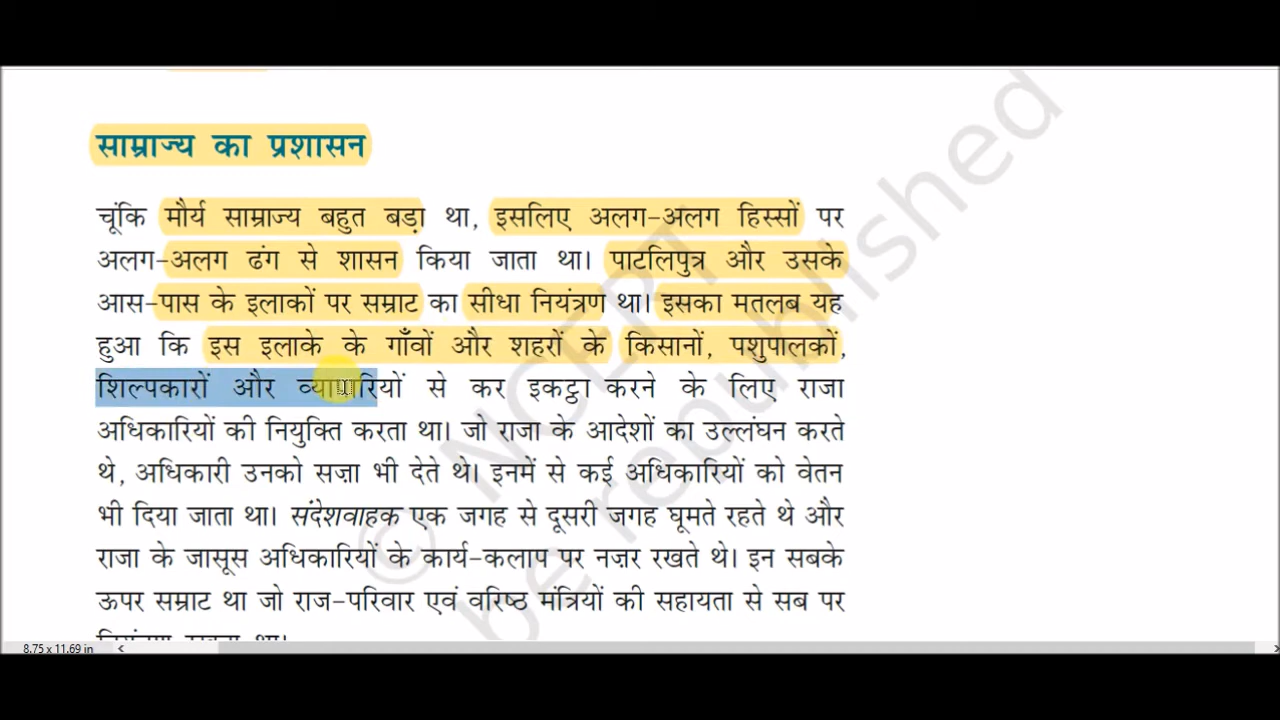 साम्राज्य का प्रशासन
चूंकि मौर्य साम्राज्य बहुत बड़ा था, इसलिए अलग-अलग हिस्सों पर
अलग-अलग ढंग से शासन किया जाता था। पाटलिपुत्र और उसके
आस-पास के इलाकों पर सम्राट का सीधा नियंत्रण था। इसका मतलब यह
हुआ कि इस इलाके के गाँवों और शहरों के किसानों, पशुपालकों,
शिल्पकारों और व्यापारियों से कर इकट्ठा करने के लिए राजा
अधिकारियों की नियुक्ति करता था। जो राजा के आदेशों का उल्लंघन करते
थे, अधिकारी उनको सज़ा भी देते थे। इनमें से कई अधिकारियों को वेतन
भी दिया जाता था। संदेशवाहक एक जगह से दूसरी जगह घूमते रहते थे और
राजा के जासूस अधिकारियों के कार्य-कलाप पर नज़र रखते थे। इन सबके
ऊपर सम्राट था जो राज-परिवार एवं वरिष्ठ मंत्रियों की सहायता से सब पर
© NCERT
be republished
8.75 x 11.69 in